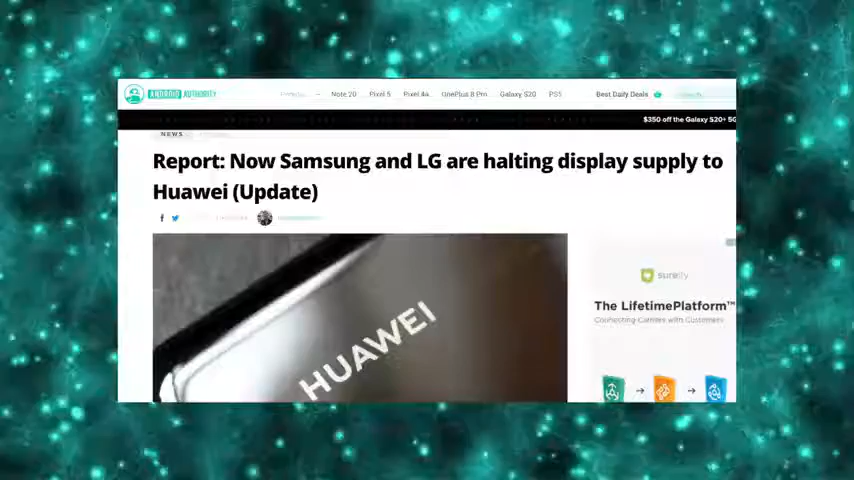 ANDROID AUTHORITY
Note 20 Pixel 5 Pixel 4a OnePlus 8 Pro Galaxy S20 PS5 Best Daily Deals
$350 off the Galaxy S20+ 5G
NEWS
Report: Now Samsung and LG are halting display supply to
Huawei (Update)
HUAWEI
surefly
The LifetimePlatform™
Connecting Carriers with Customers